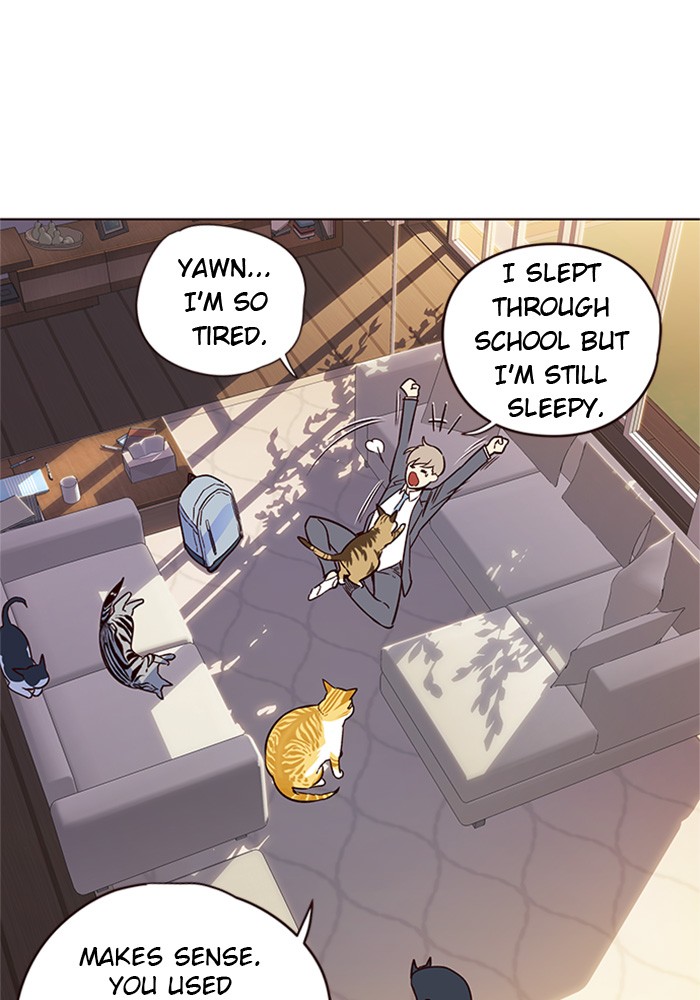 YAWN...
I'M SO
TIRED.
I SLEPT
THROUGH
SCHOOL BUT
I'M STILL
SLEEPY.
MAKES SENSE.
YOU USED